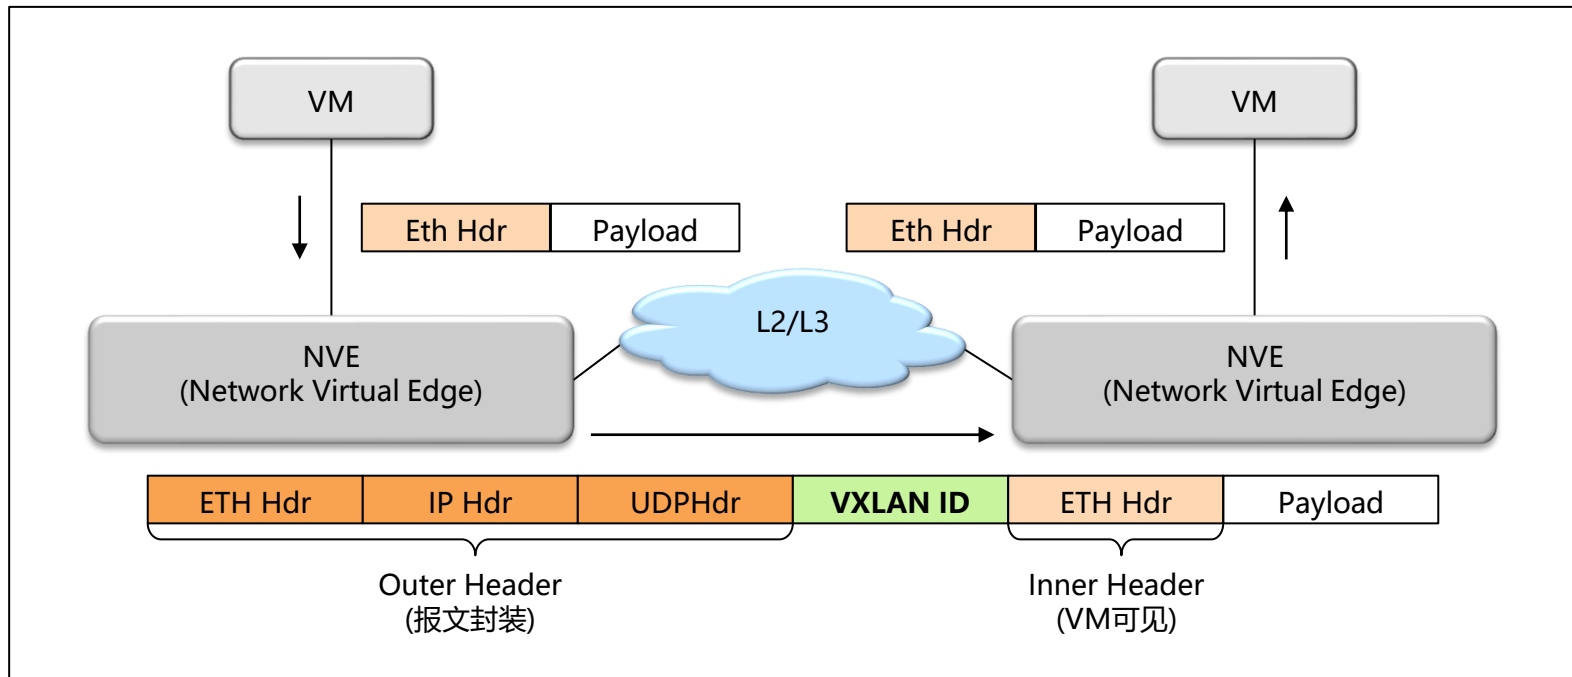 VM
VM
Eth Hdr
Payload
Eth Hdr
Payload
L2/L3
NVE
(Network Virtual Edge)
NVE
(Network Virtual Edge)
ETH Hdr
IP Hdr
UDPHdr
VXLAN ID
ETH Hdr
Payload
Outer Header
(报文封装)
Inner Header
(VM可见)